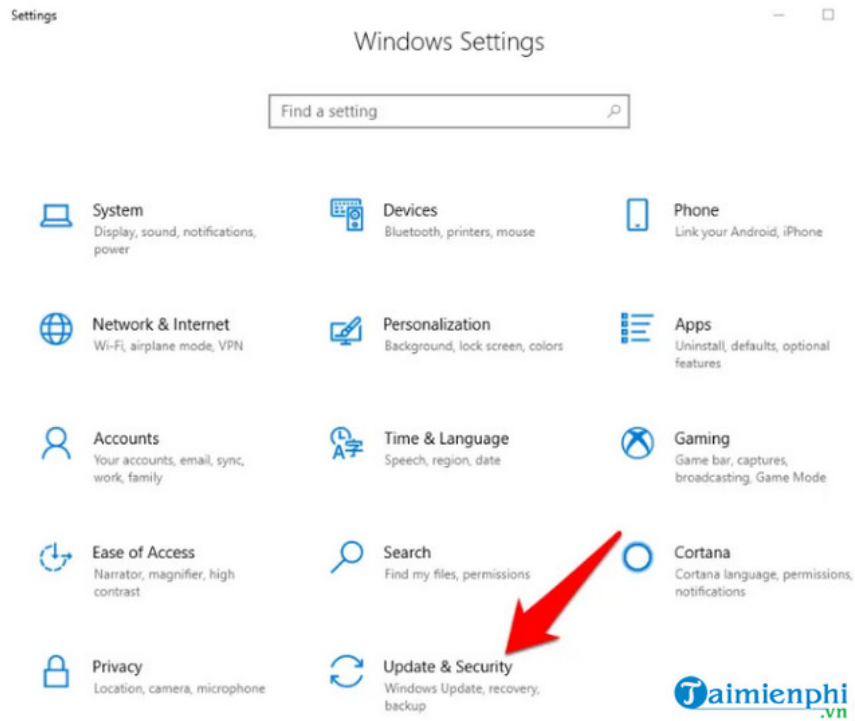 Settings
Windows Settings
Find a setting
System
Display, sound, notifications,
power
Devices
Bluetooth, printers, mouse
Phone
Link your Android, iPhone
Network & Internet
Wi-Fi, airplane mode, VPN
Personalization
Background, lock screen, colors
Apps
Uninstall, defaults, optional
features
Accounts
Your accounts, email, sync,
work, family
Time & Language
Speech, region, date
Gaming
Game bar, captures,
broadcasting, Game Mode
Ease of Access
Narrator, magnifier, high
contrast
Search
Find my files, permissions
Cortana
Cortana language, permissions,
notifications
Privacy
Location, camera, microphone
Update & Security
Windows Update, recovery,
backup
Taimienphi
.vn